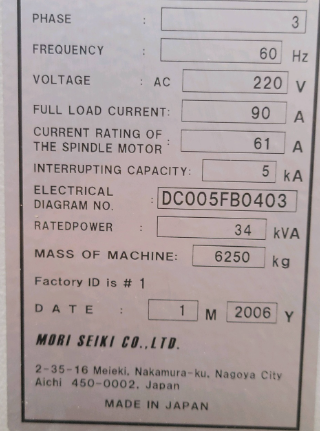 PHASE : 3
FREQUENCY : 60 Hz
VOLTAGE : AC 220 V
FULL LOAD CURRENT: 90 A
CURRENT RATING OF
THE SPINDLE MOTOR : 61 A
INTERRUPTING CAPACITY: 5 kA
ELECTRICAL
DIAGRAM NO. : DC005FB0403
RATEDPOWER : 34 kVA
MASS OF MACHINE: 6250 kg
Factory ID is # 1
DATE : 1 M 2006 Y
MORI SEIKI CO.,LTD.
2-35-16 Meieki, Nakamura-ku, Nagoya City
Aichi 450-0002, Japan
MADE IN JAPAN